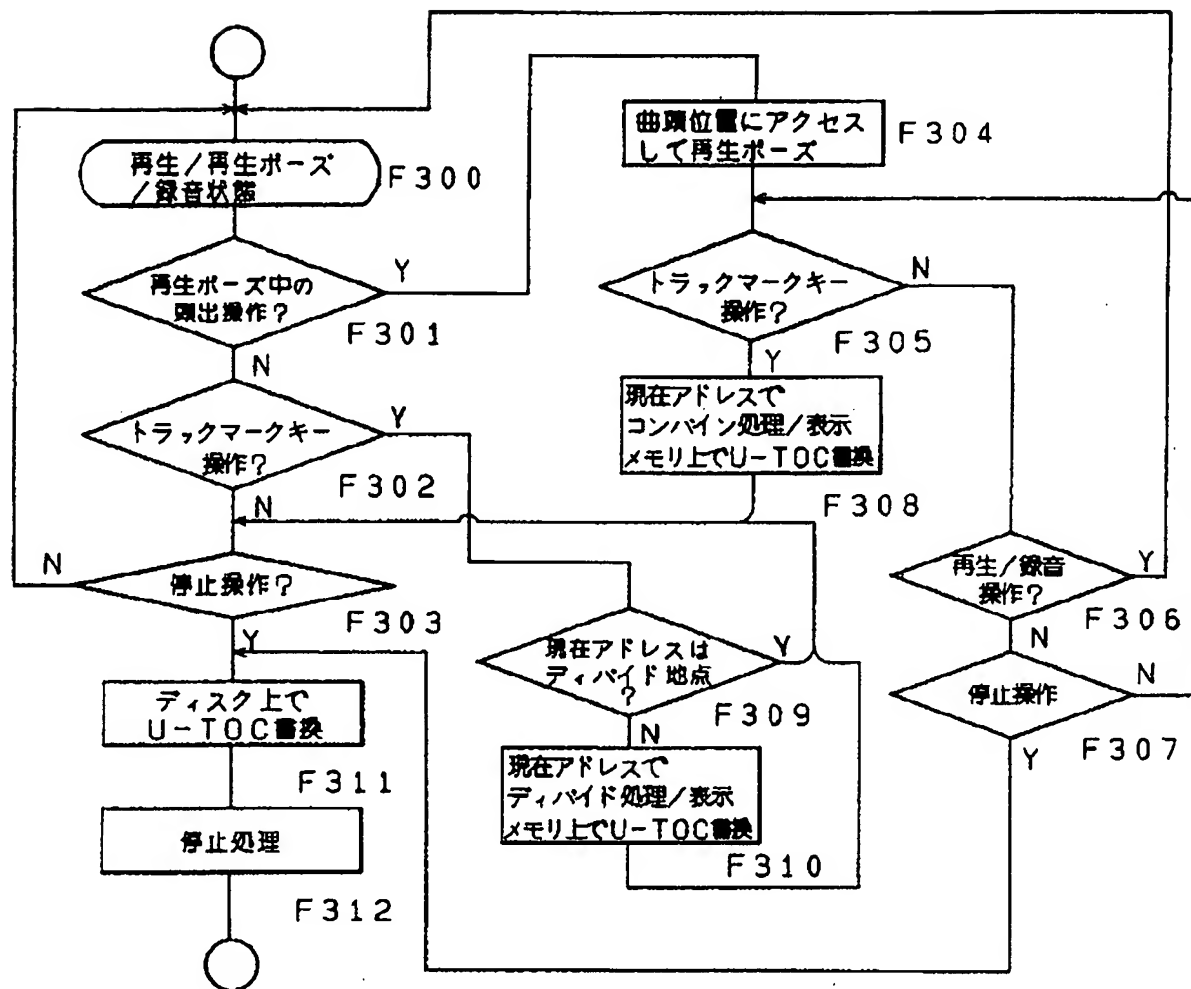 再生/再生ポーズ
/録音状態
F300
再生ポーズ中の
頭出操作?
Y
F301
N
トラックマークキー
操作?
Y
F302
N
停止操作?
N
F303
Y
ディスク上で
U-TOC書換
F311
停止処理
F312
曲頭位置にアクセス
して再生ポーズ
F304
トラックマークキー
操作?
N
F305
Y
現在アドレスで
コンバイン処理/表示
メモリ上でU-TOC書換
F308
再生/録音
操作?
Y
F306
N
停止操作
N
F307
Y
現在アドレスは
ディバイド地点
?
Y
F309
N
現在アドレスで
ディバイド処理/表示
メモリ上でU-TOC書換
F310